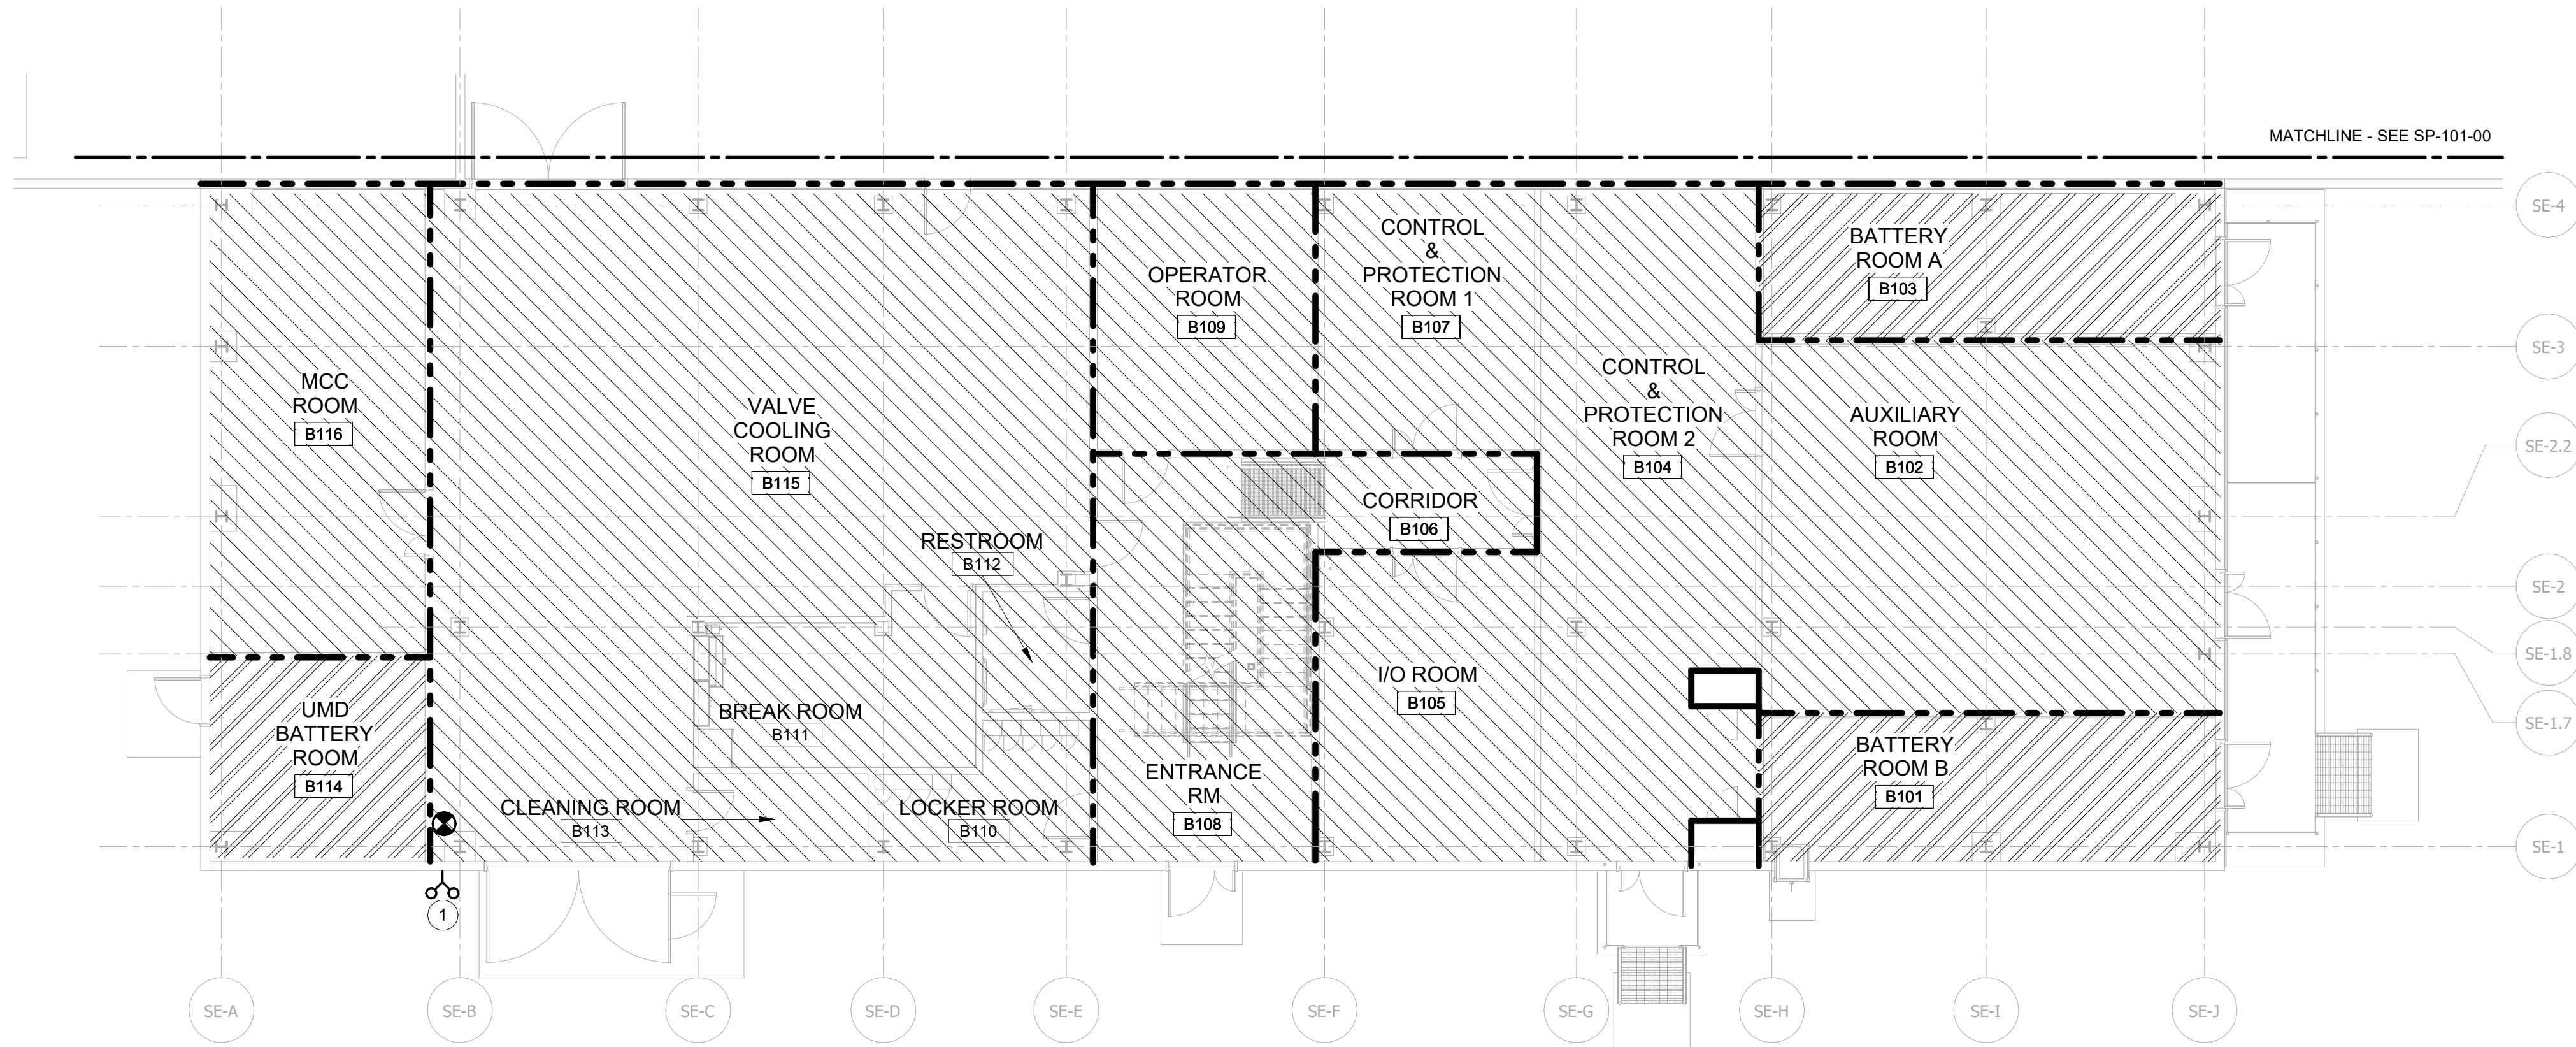 MATCHLINE - SEE SP-101-00
SE-4
SE-3
SE-2.2
SE-2
SE-1.8
SE-1.7
SE-1
MCC
ROOM
B116
VALVE
COOLING
ROOM
B115
OPERATOR
ROOM
B109
CONTROL
&
PROTECTION
ROOM 1
B107
CONTROL
&
PROTECTION
ROOM 2
B104
BATTERY
ROOM A
B103
AUXILIARY
ROOM
B102
CORRIDOR
B106
RESTROOM
B112
I/O ROOM
B105
UMD
BATTERY
ROOM
B114
BREAK ROOM
B111
CLEANING ROOM
B113
LOCKER ROOM
B110
ENTRANCE
RM
B108
BATTERY
ROOM B
B101
1
SE-A
SE-B
SE-C
SE-D
SE-E
SE-F
SE-G
SE-H
SE-I
SE-J